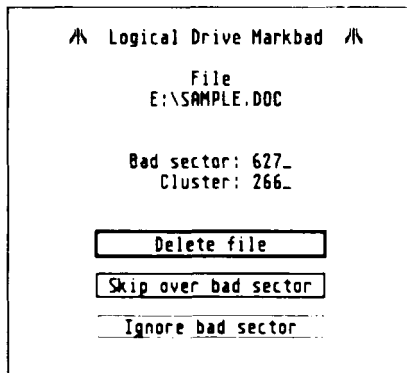 Logical Drive Markbad
File
E:\SAMPLE.DOC
Bad sector: 627_
Cluster: 266_
Delete file
Skip over bad sector
Ignore bad sector